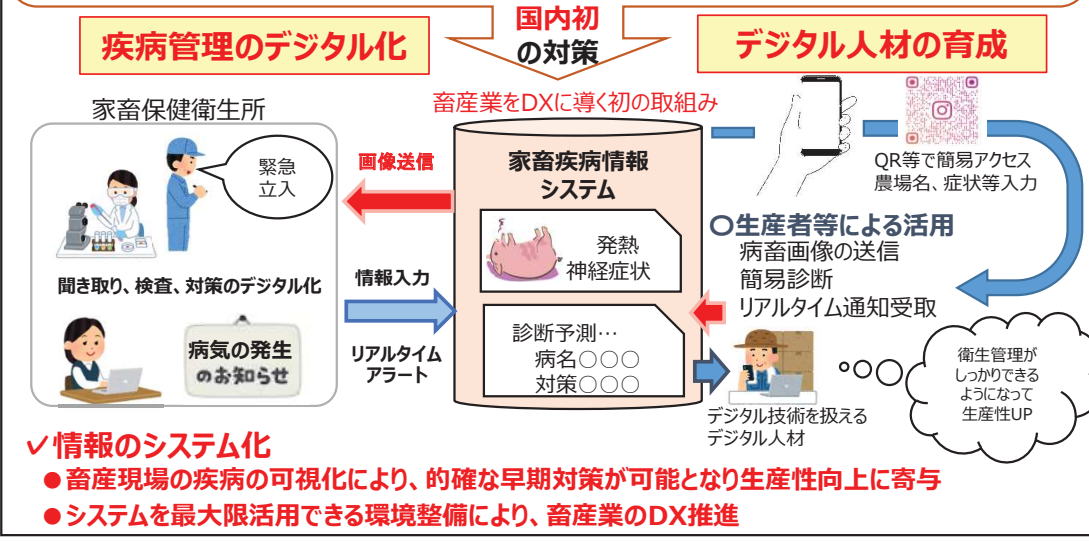 国内初
の対策
疾病管理のデジタル化
デジタル人材の育成
畜産業をDXに導く初の取組み
家畜保健衛生所
緊急
立入
聞き取り、検査、対策のデジタル化
病気の発生
のお知らせ
画像送信
情報入力
リアルタイム
アラート
家畜疾病情報
システム
発熱
神経症状
診断予測…
病名○○○
対策○○○
QR等で簡易アクセス
農場名、症状等入力
〇生産者等による活用
病畜画像の送信
簡易診断
リアルタイム通知受取
デジタル技術を扱える
デジタル人材
衛生管理が
しっかりできる
ようになって
生産性UP
✓情報のシステム化
●畜産現場の疾病の可視化により、的確な早期対策が可能となり生産性向上に寄与
●システムを最大限活用できる環境整備により、畜産業のDX推進